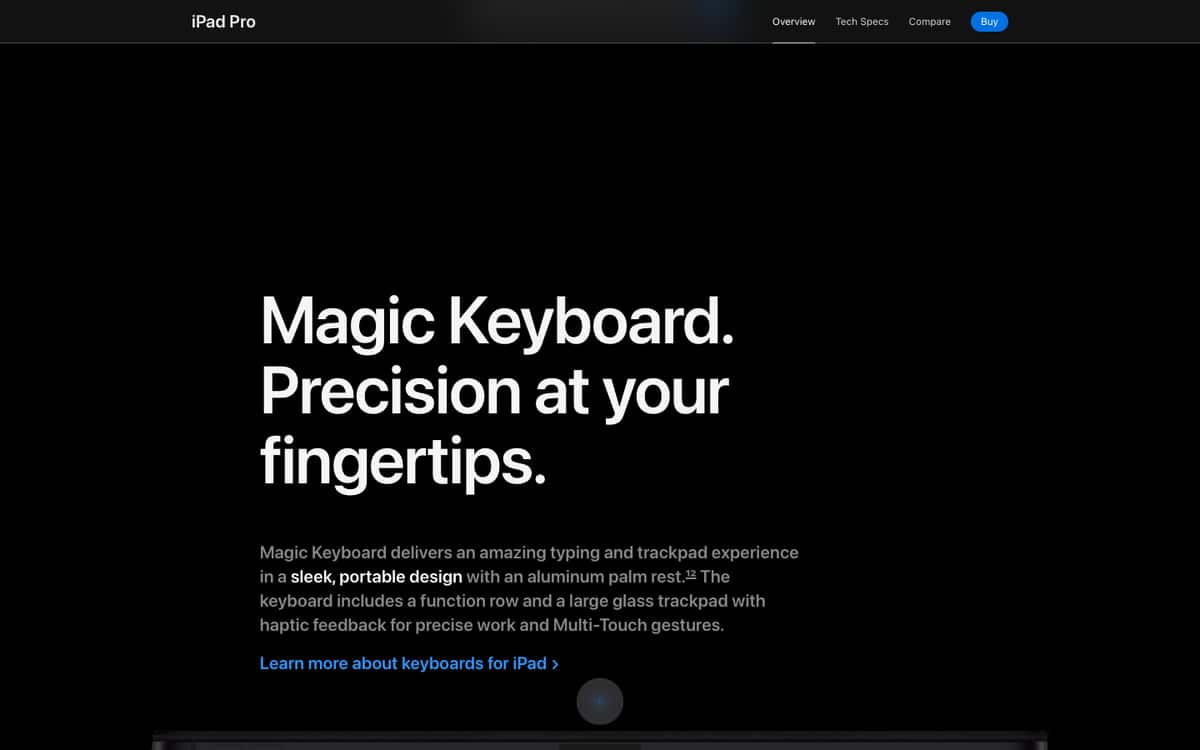 iPad Pro
Overview
Tech Specs
Compare
Buy
Magic Keyboard.
Precision at your
fingertips.
Magic Keyboard delivers an amazing typing and trackpad experience
in a sleek, portable design with an aluminum palm rest.12 The
keyboard includes a function row and a large glass trackpad with
haptic feedback for precise work and Multi-Touch gestures.
Learn more about keyboards for iPad >